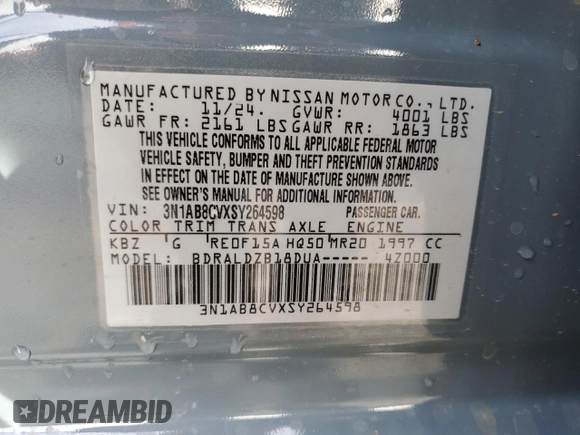 MANUFACTURED BY NISSAN MOTOR CO., LTD.
DATE: 11/24. GVWR: 4001 LBS
GAWR FR: 2161 LBS GAWR RR: 1863 LBS
THIS VEHICLE CONFORMS TO ALL APPLICABLE FEDERAL MOTOR
VEHICLE SAFETY, BUMPER AND THEFT PREVENTION STANDARDS
IN EFFECT ON THE DATE OF MANUFACTURE SHOWN ABOVE.
SEE OWNER'S MANUAL FOR ADDITIONAL INFORMATION.
VIN: 3N1AB8CVXSY264598 PASSENGER CAR.
COLOR TRIM TRANS AXLE ENGINE
KBZ G RE0F15A HQ50 MR20 1997 CC
MODEL: BDRALDZB18DUA----- 4Z000
3N1AB8CVXSY264598
DREAMBID